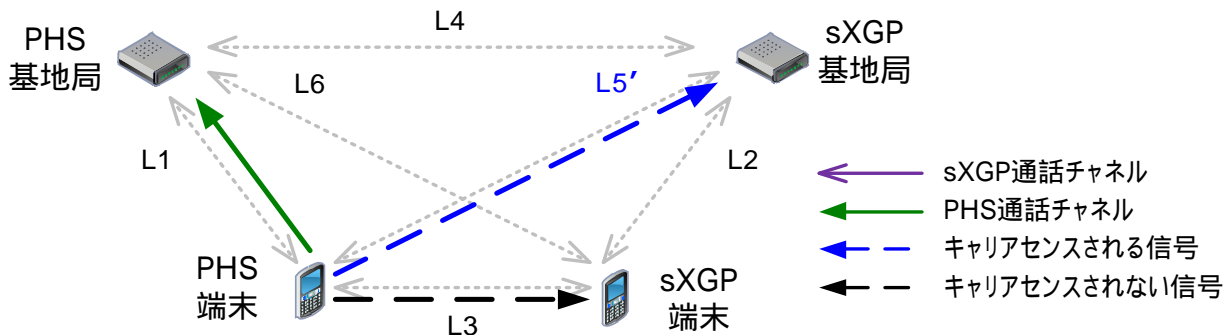 PHS
基地局
L4
sXGP
基地局
L6
L5’
L1
L2
PHS
端末
L3
sXGP
端末
sXGP通話チャネル
PHS通話チャネル
キャリアセンスされる信号
キャリアセンスされない信号